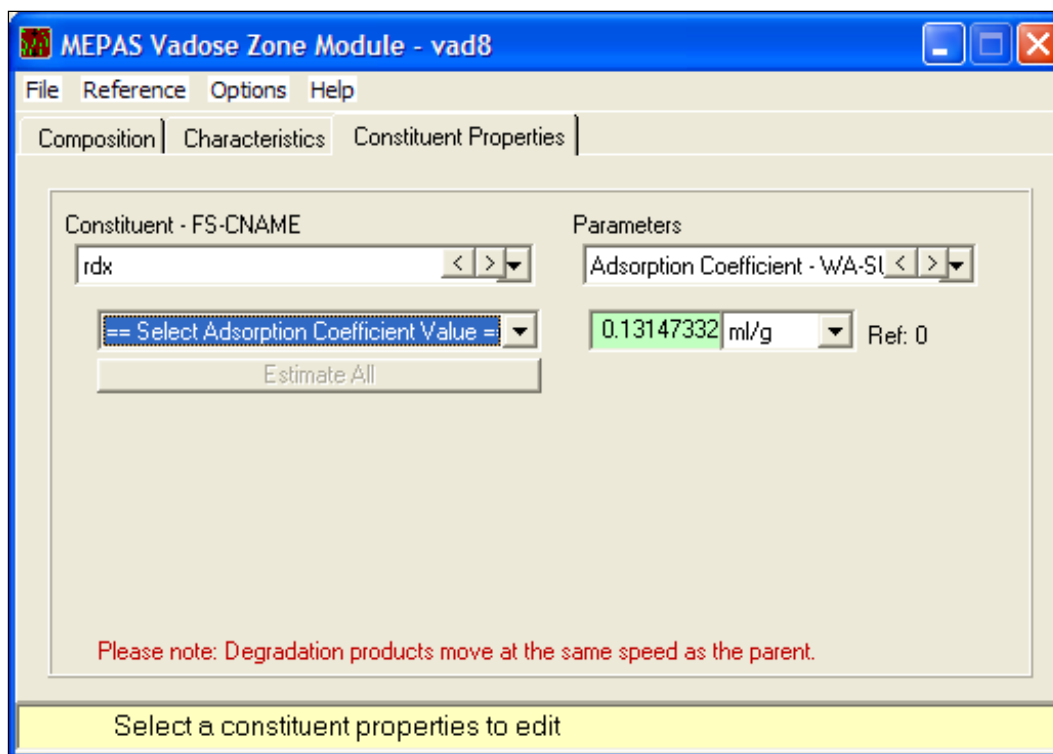 MEPAS Vadose Zone Module - vad8
File Reference Options Help
Composition Characteristics Constituent Properties
Constituent - FS-CNAME Parameters
rdx < > Adsorption Coefficient - WA-SU < >
== Select Adsorption Coefficient Value = 0.13147332 ml/g Ref: 0
Estimate All
Please note: Degradation products move at the same speed as the parent.
Select a constituent properties to edit